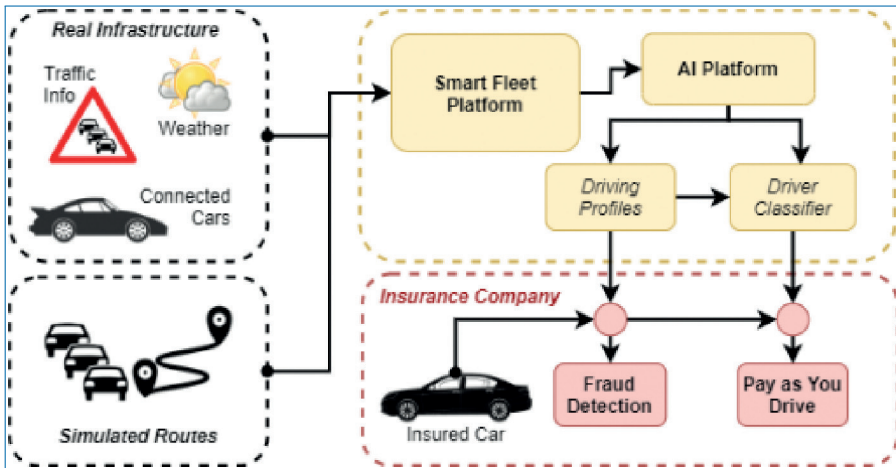 Real Infrastructure
Traffic
Info
Weather
Connected
Cars
Simulated Routes
Smart Fleet
Platform
AI Platform
Driving
Profiles
Driver
Classifier
Insurance Company
Insured Car
Fraud
Detection
Pay as You
Drive